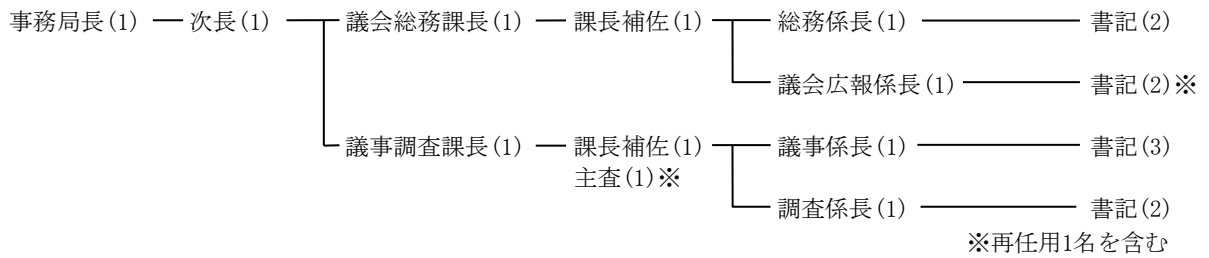 事務局長(1) 次長(1) 議会総務課長(1) 課長補佐(1) 総務係長(1) 書記(2)
議会広報係長(1) 書記(2)※
議事調査課長(1) 課長補佐(1) 議事係長(1) 書記(3)
主査(1)※
調査係長(1) 書記(2)
※再任用1名を含む